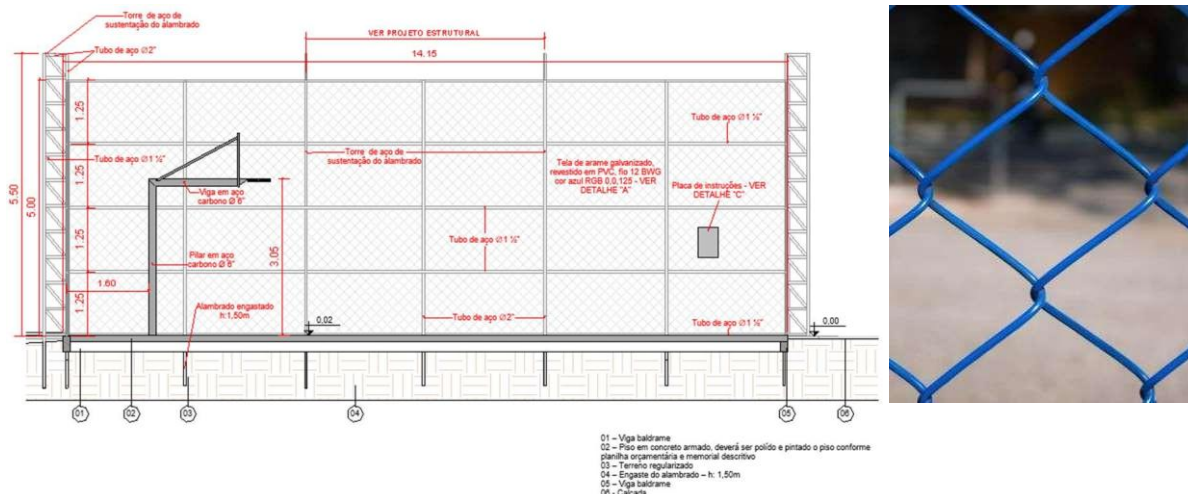 Torre de aço de
sustentação do alambrado
Tubo de aço Ø2"
VER PROJETO ESTRUTURAL
14.15
1.25
Tubo de aço Ø1 ½"
Tubo de aço Ø1 ½"
Torre de aço de
sustentação do alambrado
Tela de arame galvanizado,
revestido em PVC, fio 12 BWG
cor azul RGB 0,0,125 - VER
DETALHE "A"
Placa de instruções - VER
DETALHE "C"
1.25
5.50
5.00
Viga em aço
carbono Ø 6"
1.25
Tubo de aço Ø1 ½"
3.05
Pilar em aço
carbono Ø 6"
1.60
1.25
Alambrado engastado
h:1,50m
0,02
Tubo de aço Ø2"
Tubo de aço Ø1 ½"
0,00
01
02
03
04
05
06
01 – Viga baldrame
02 – Piso em concreto armado, deverá ser polído e pintado o piso conforme
planilha orçamentária e memorial descritivo
03 – Terreno regularizado
04 – Engaste do alambrado – h: 1,50m
05 – Viga baldrame
06 - Calçada